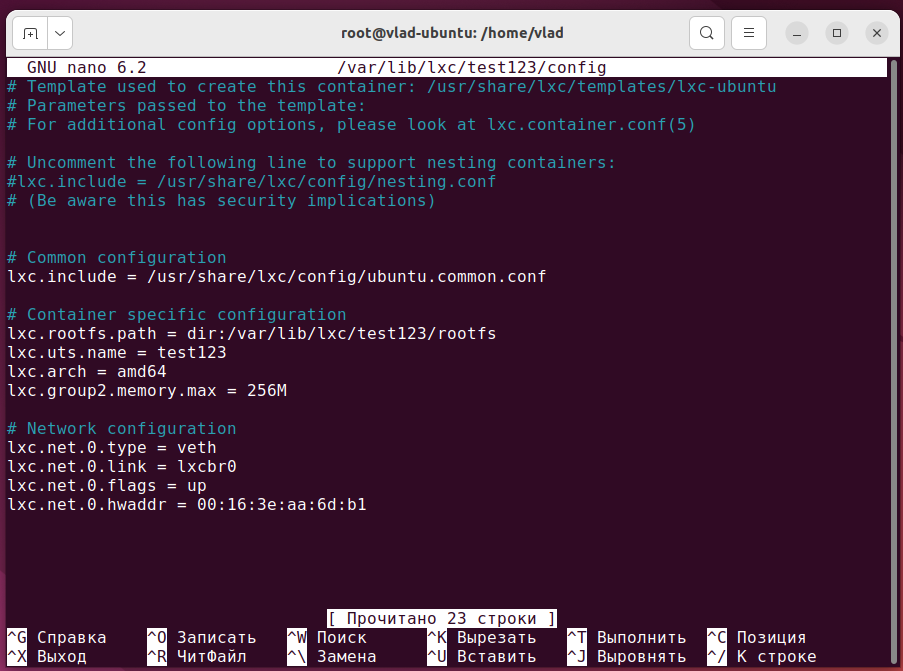 root@vlad-ubuntu: /home/vlad
GNU nano 6.2 /var/lib/lxc/test123/config
# Template used to create this container: /usr/share/lxc/templates/lxc-ubuntu
# Parameters passed to the template:
# For additional config options, please look at lxc.container.conf(5)
# Uncomment the following line to support nesting containers:
#lxc.include = /usr/share/lxc/config/nesting.conf
# (Be aware this has security implications)
# Common configuration
lxc.include = /usr/share/lxc/config/ubuntu.common.conf
# Container specific configuration
lxc.rootfs.path = dir:/var/lib/lxc/test123/rootfs
lxc.uts.name = test123
lxc.arch = amd64
lxc.group2.memory.max = 256M
# Network configuration
lxc.net.0.type = veth
lxc.net.0.link = lxcbr0
lxc.net.0.flags = up
lxc.net.0.hwaddr = 00:16:3e:aa:6d:b1
[ Прочитано 23 строки ]
^G Справка ^O Записать ^W Поиск ^K Вырезать ^T Выполнить ^C Позиция
^X Выход ^R ЧитФайл ^\ Замена ^U Вставить ^J Выровнять ^/ К строке